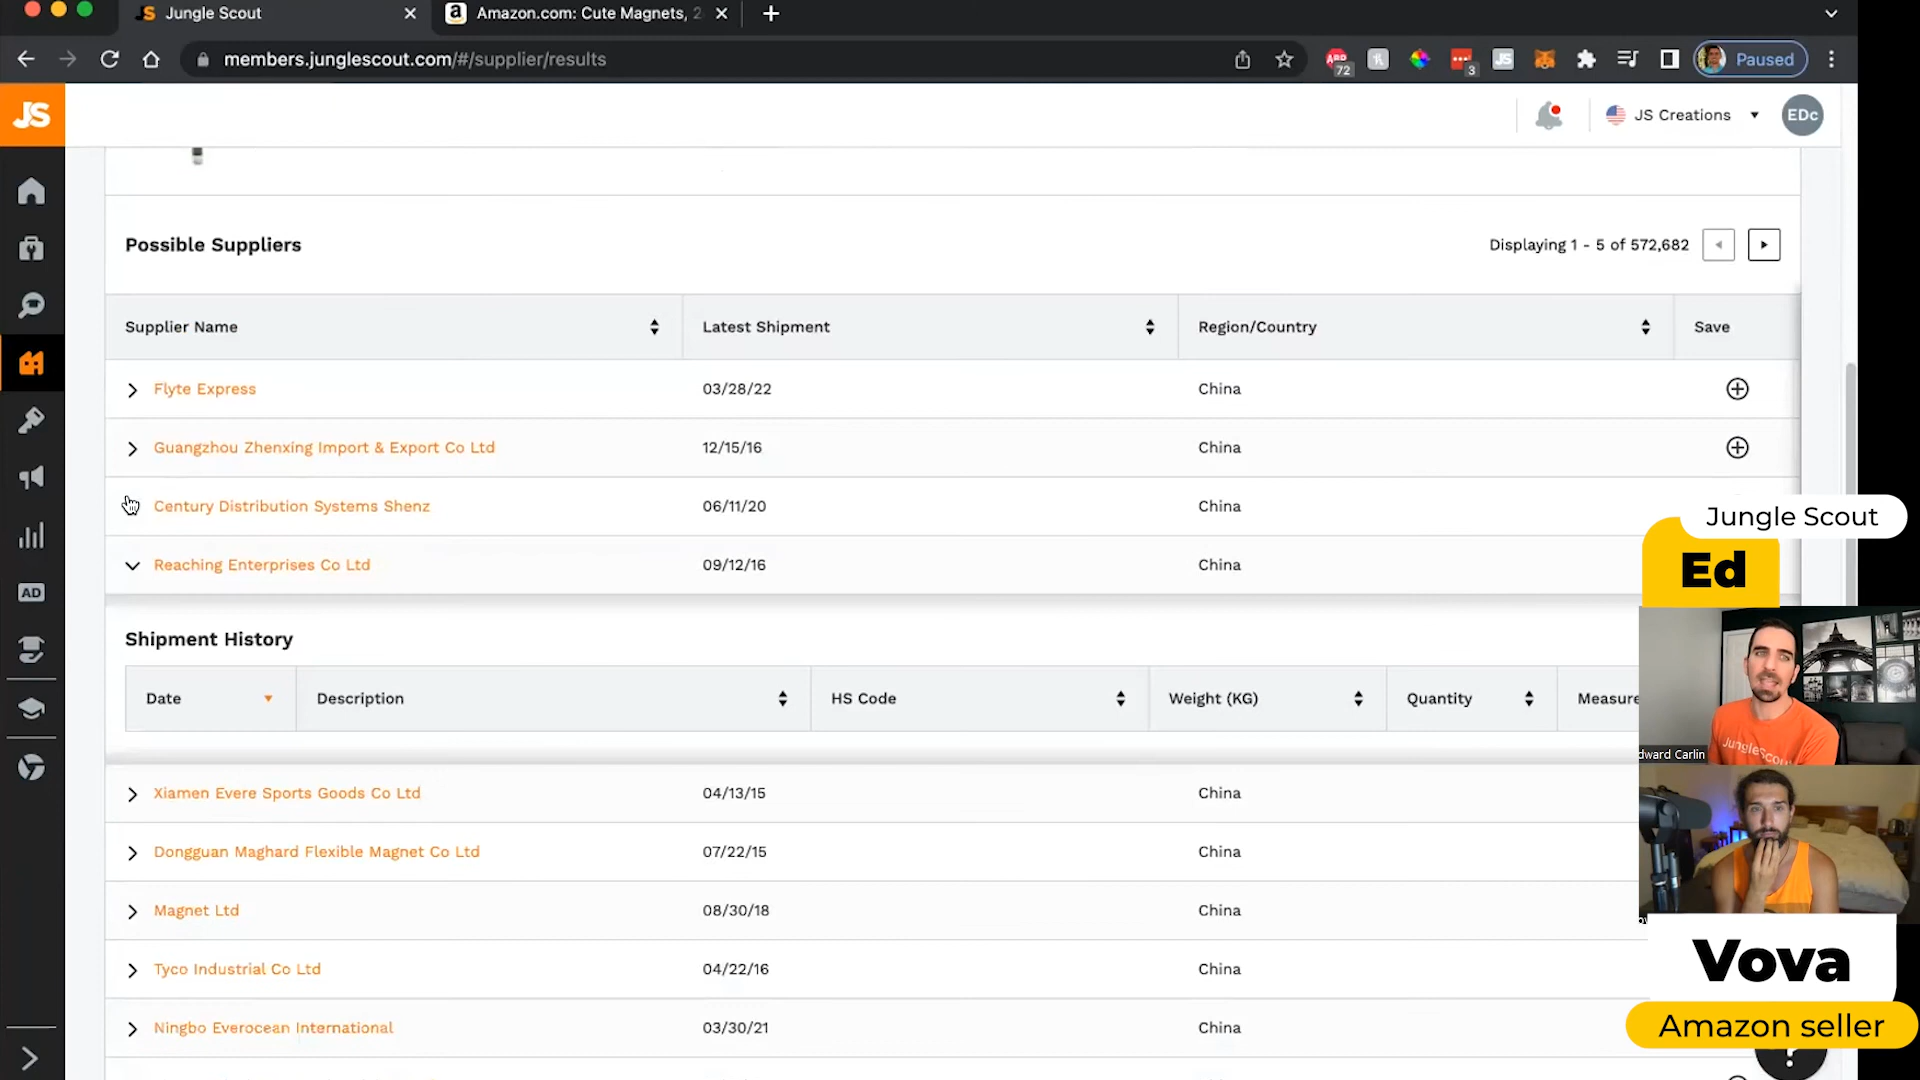 Jungle Scout
Amazon.com: Cute Magnets, 2
members.junglescout.com/#/supplier/results
72
3
JS
Paused
JS
JS Creations
EDc
Possible Suppliers
Displaying 1 - 5 of 572,682
Supplier Name
Latest Shipment
Region/Country
Save
Flyte Express
03/28/22
China
Guangzhou Zhenxing Import & Export Co Ltd
12/15/16
China
Century Distribution Systems Shenz
06/11/20
China
Reaching Enterprises Co Ltd
09/12/16
China
Shipment History
Date
Description
HS Code
Weight (KG)
Quantity
Measure
Xiamen Evere Sports Goods Co Ltd
04/13/15
China
Dongguan Maghard Flexible Magnet Co Ltd
07/22/15
China
Magnet Ltd
08/30/18
China
Tyco Industrial Co Ltd
04/22/16
China
Ningbo Everocean International
03/30/21
China
AD
Jungle Scout
Ed
dward Carlin
JungleScou
Vova
Amazon seller
?